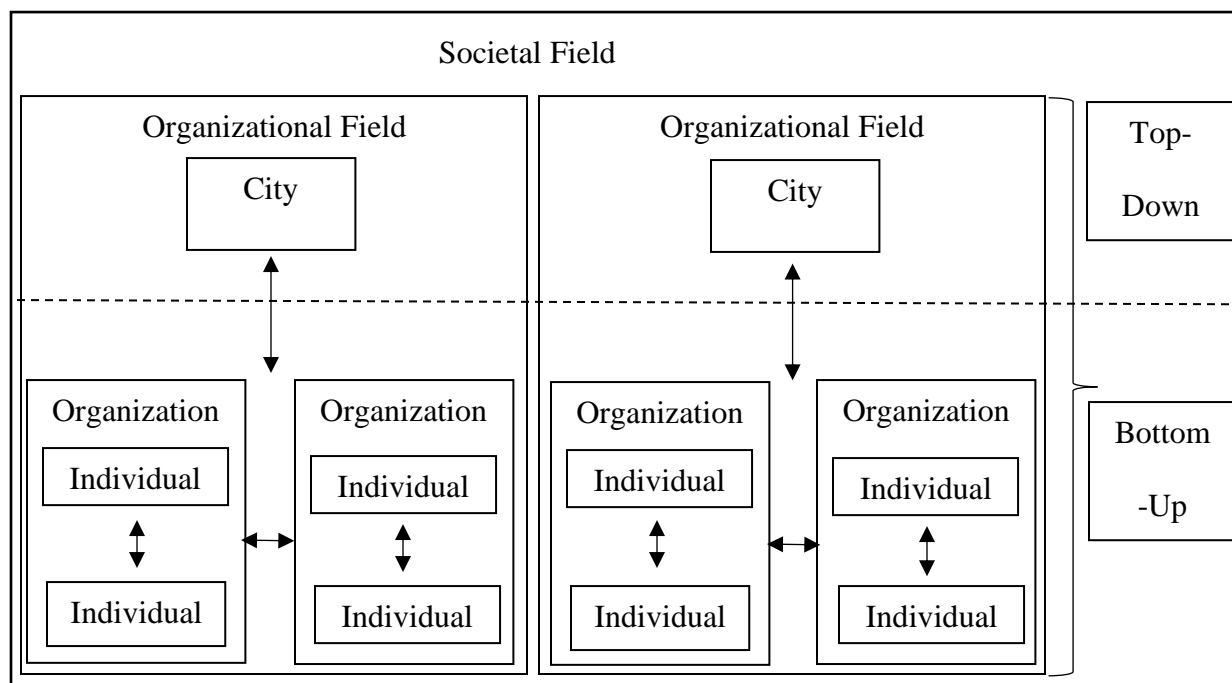 Societal Field
Organizational Field
City
Organization
Individual
Individual
Organization
Individual
Individual
Organizational Field
City
Organization
Individual
Individual
Organization
Individual
Individual
Top-
Down
Bottom
-Up